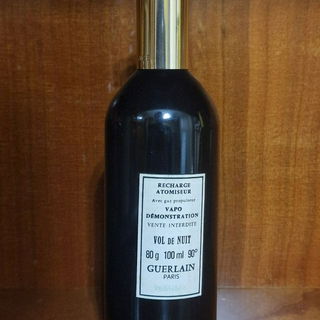 RECHARGE
ATOMISEUR
Avec gaz propulseur
VAPO
DÉMONSTRATION
VENTE INTERDITE
VOL DE NUIT
80 g 100 ml 90°
GUERLAIN
PARIS